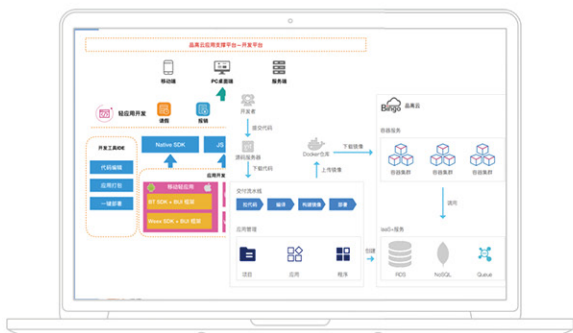 品高云应用支撑平台—开发平台
移动端
PC桌面端
服务端
轻应用开发
请假
报销
开发工具IDE
代码编辑
应用打包
一键部署
Native SDK
JS
应用开发
移动轻应用
BT SDK + BUI 框架
Weex SDK + BUI 框架
开发者
提交代码
源码服务器
下载代码
Docker仓库
上传镜像
下载镜像
交付流水线
拉代码
编译
构建镜像
部署
应用管理
项目
应用
程序
创建
Bingo 品高云
容器服务
容器集群
容器集群
容器集群
调用
IaaS+服务
RDS
NoSQL
Queue